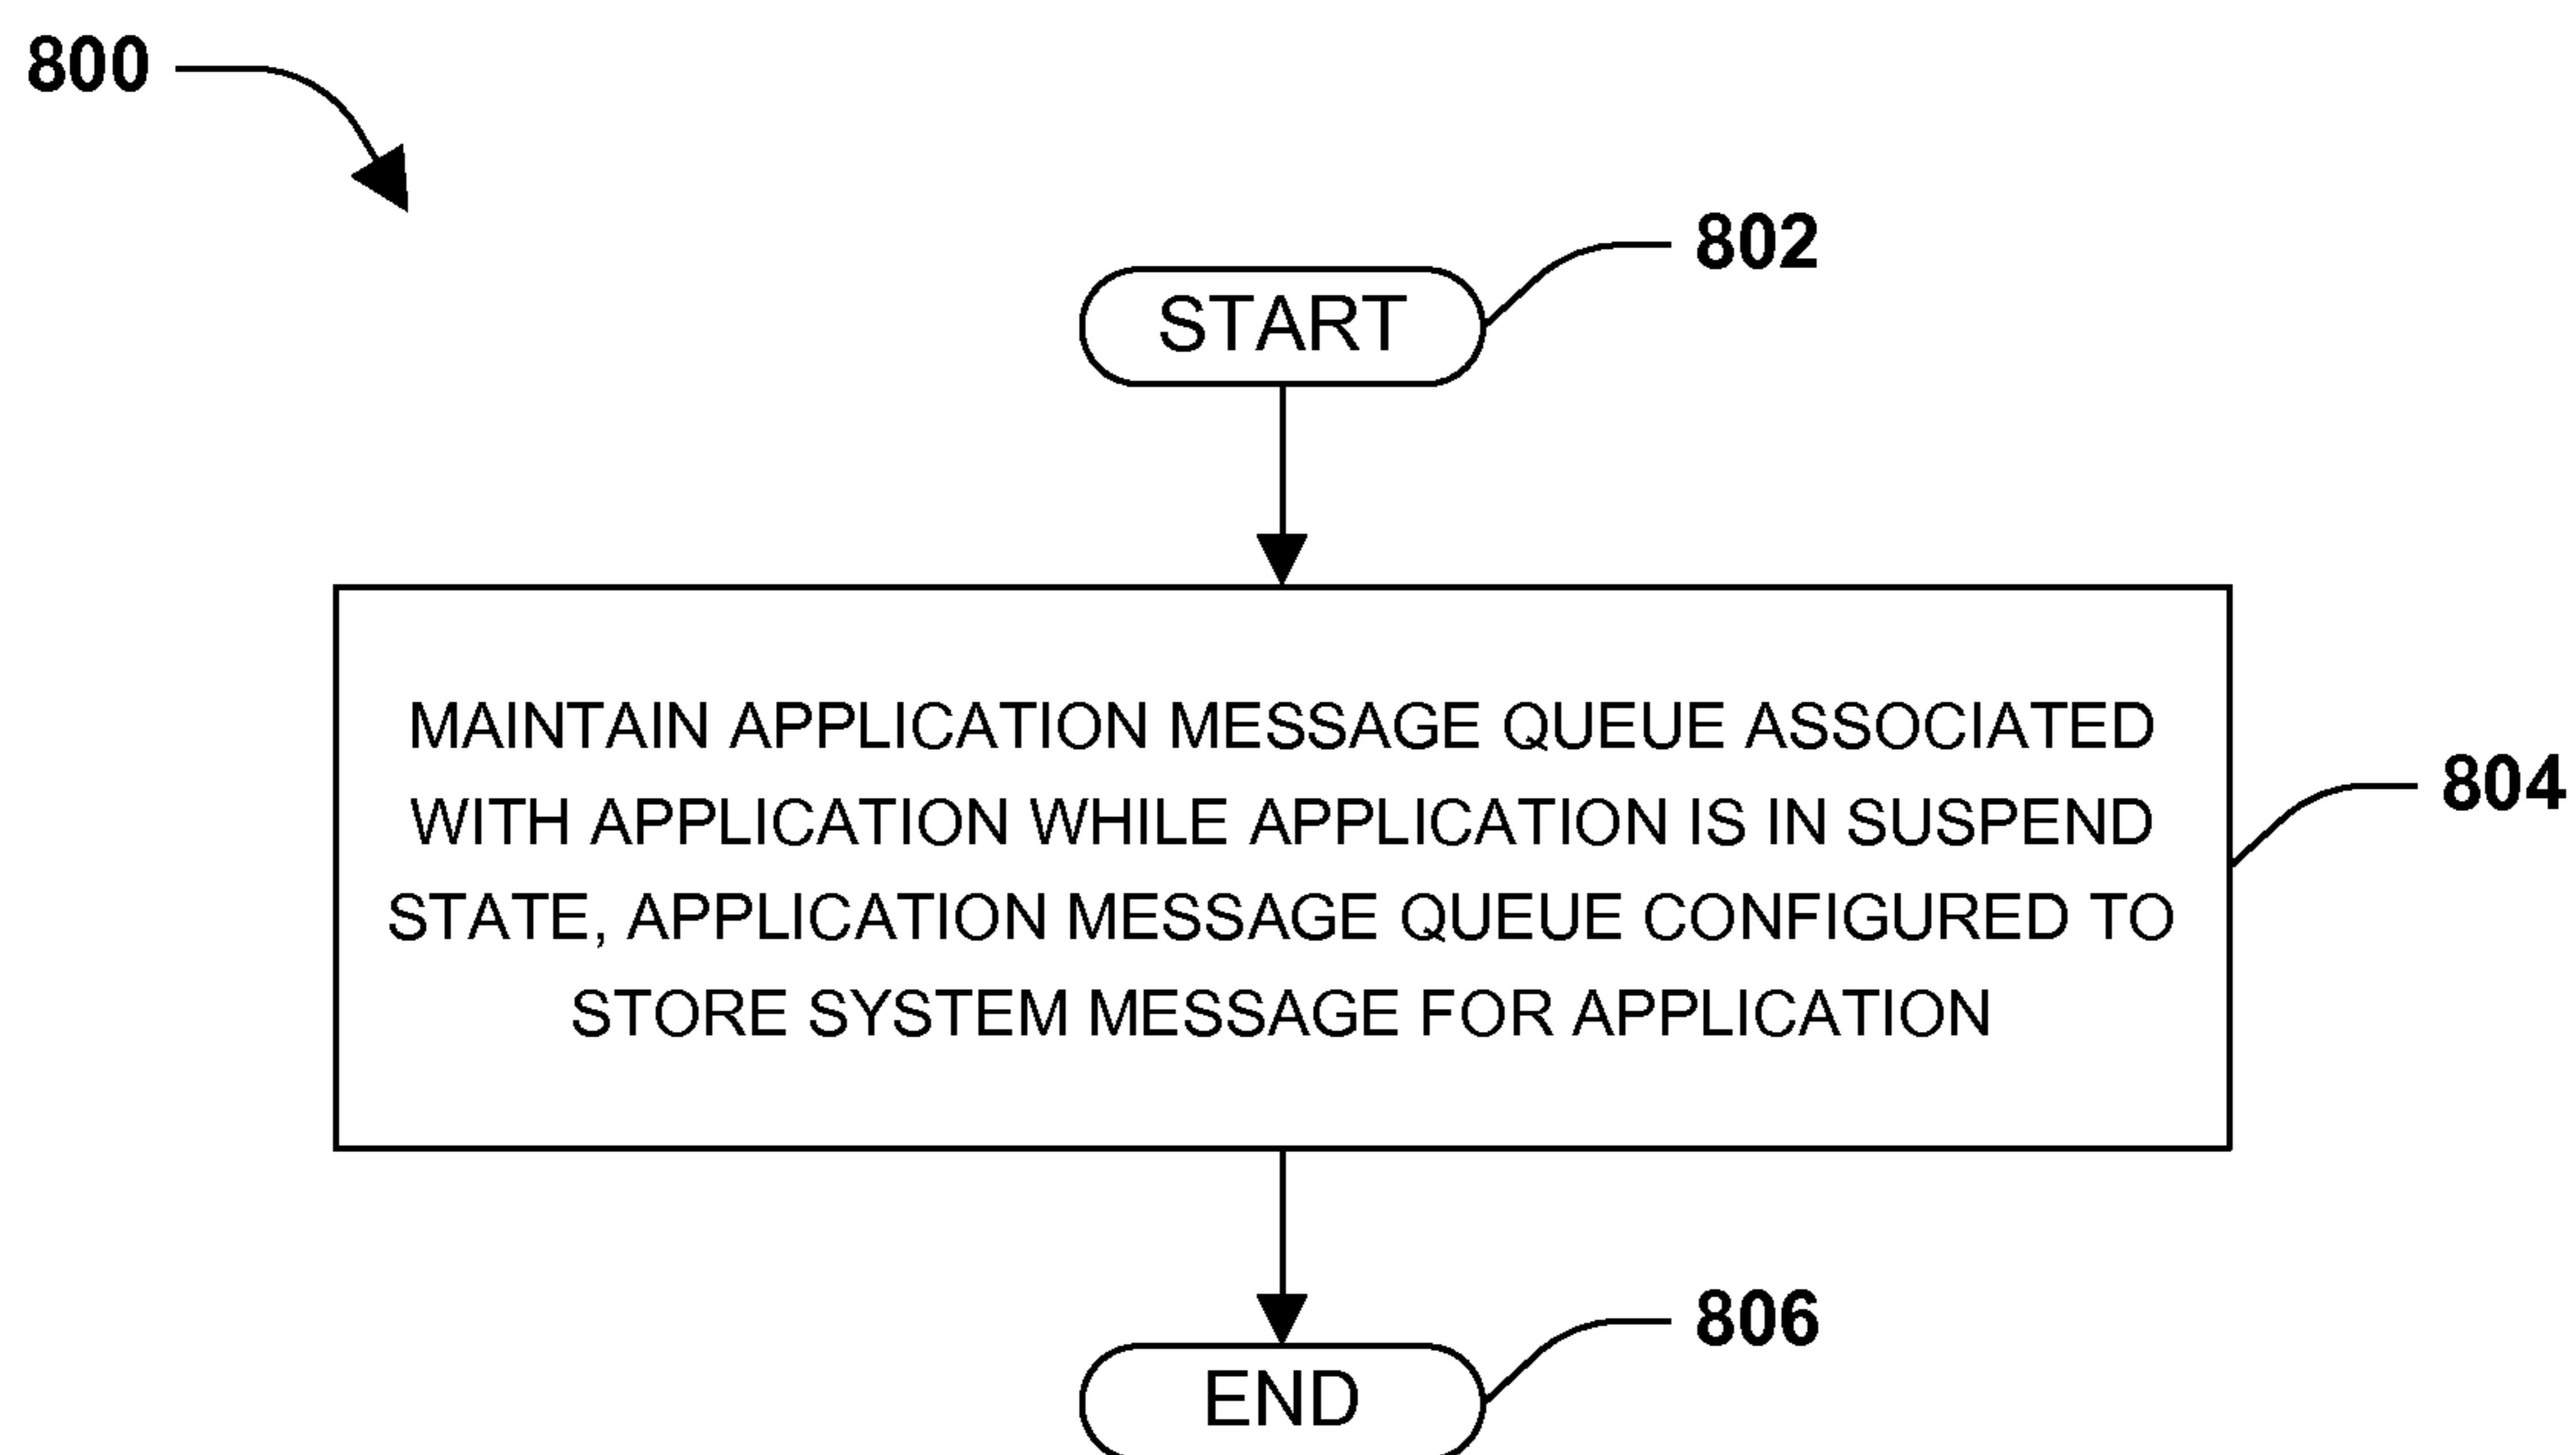 800
802
START
MAINTAIN APPLICATION MESSAGE QUEUE ASSOCIATED
WITH APPLICATION WHILE APPLICATION IS IN SUSPEND
STATE, APPLICATION MESSAGE QUEUE CONFIGURED TO
STORE SYSTEM MESSAGE FOR APPLICATION
804
806
END